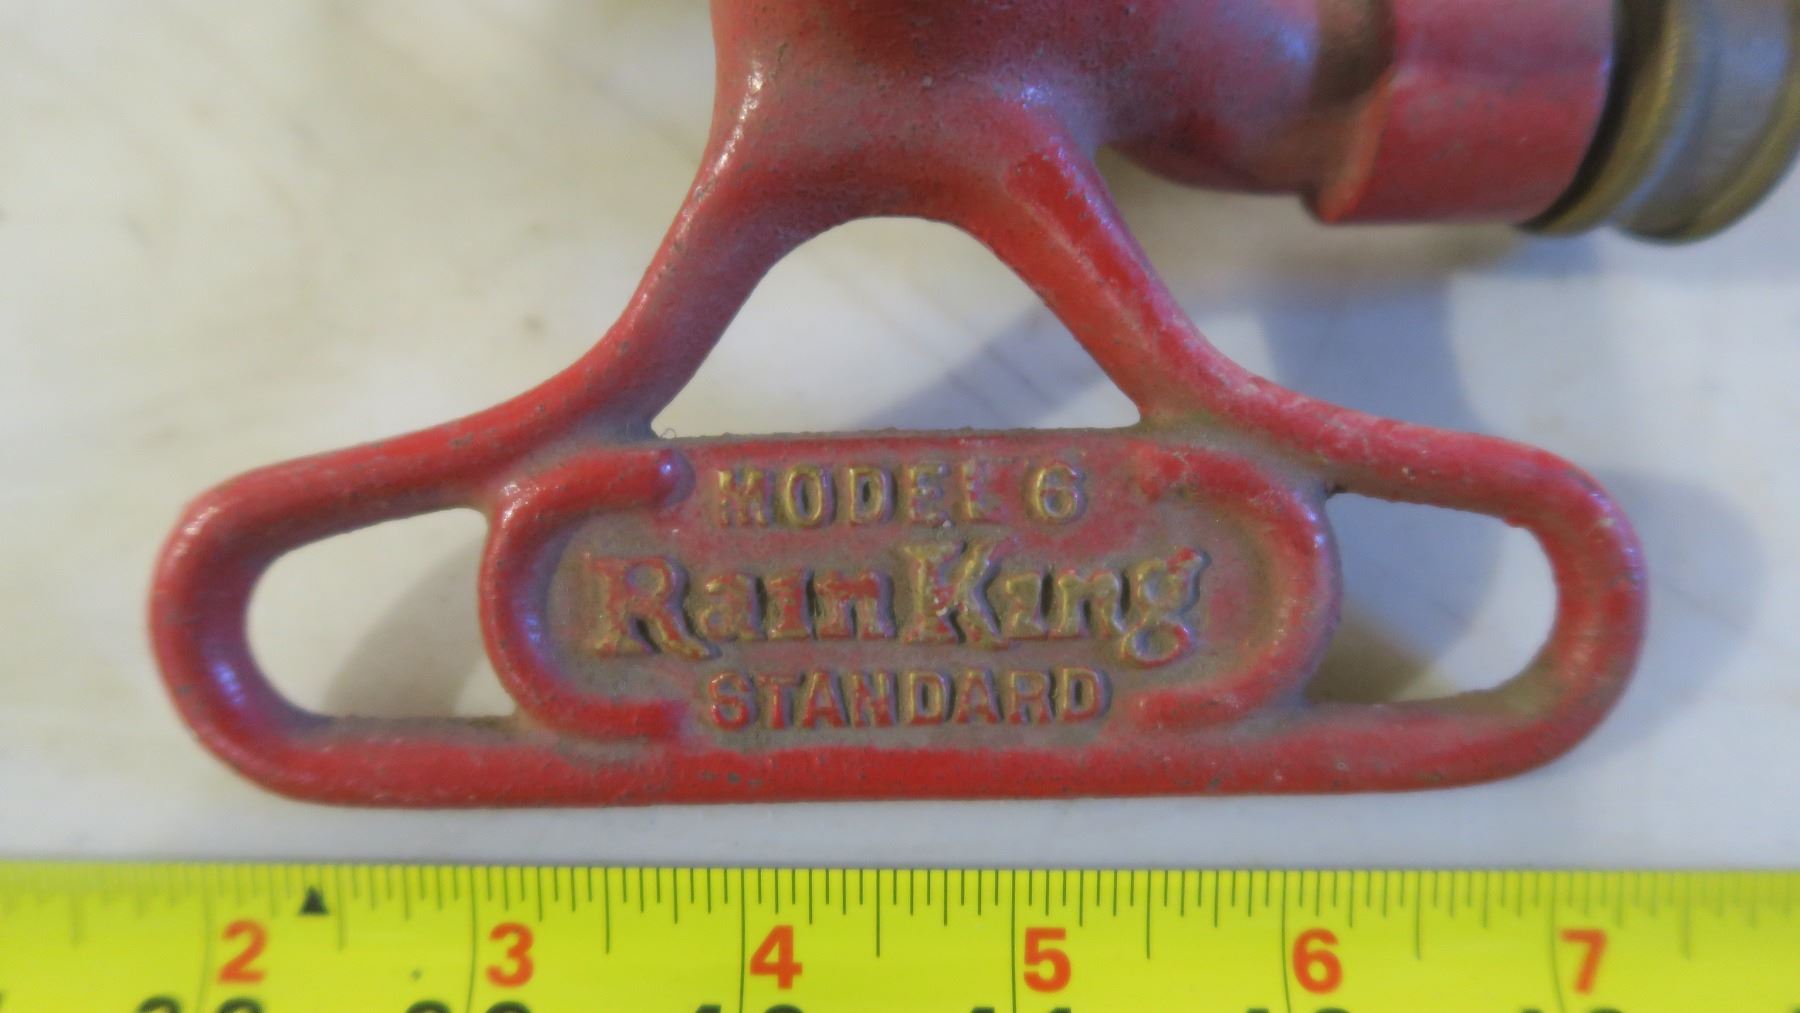 MODEL 6
Rain King
STANDARD
2 3 4 5 6 7